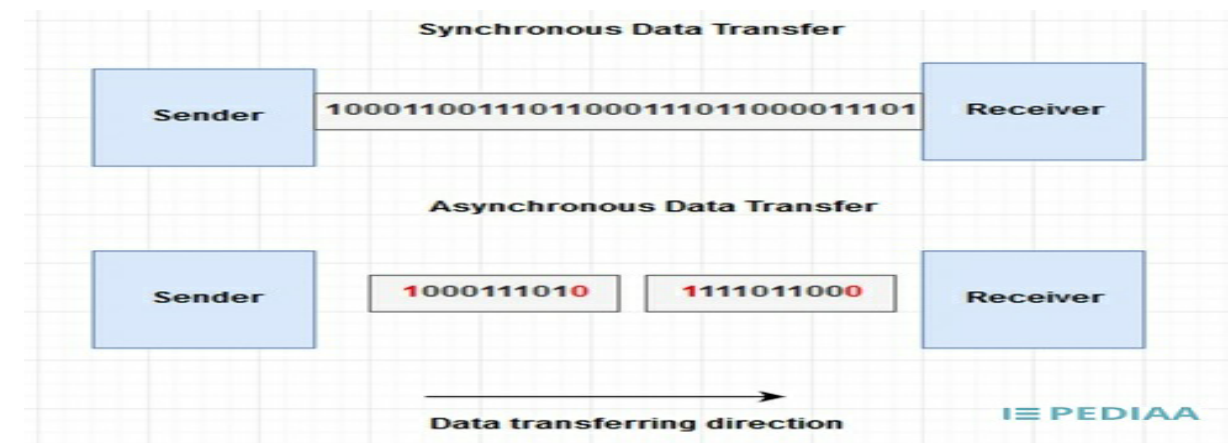 Synchronous Data Transfer
Sender
10001100111011000111011000011101
Receiver
Asynchronous Data Transfer
Sender
1000111010
1111011000
Receiver
Data transferring direction
PEDIAA